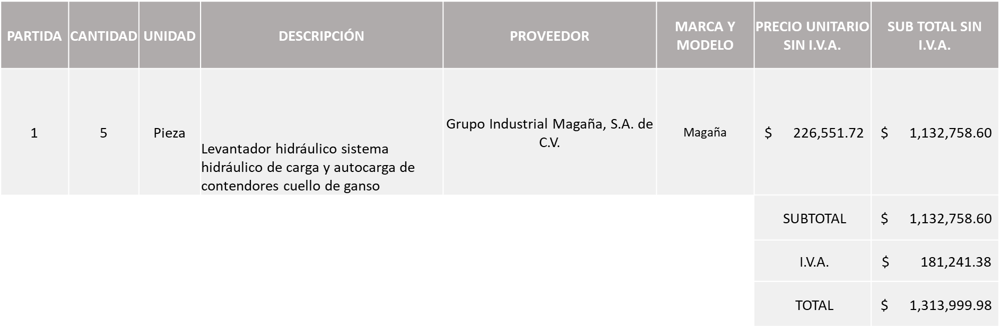 PARTIDA CANTIDAD UNIDAD DESCRIPCIÓN PROVEEDOR MARCA Y MODELO PRECIO UNITARIO SIN I.V.A. SUB TOTAL SIN I.V.A.
1 5 Pieza
Levantador hidráulico sistema
hidráulico de carga y autocarga de
contendores cuello de ganso
Grupo Industrial Magaña, S.A. de
C.V.
Magaña
$ 226,551.72 $ 1,132,758.60
SUBTOTAL $ 1,132,758.60
I.V.A. $ 181,241.38
TOTAL $ 1,313,999.98